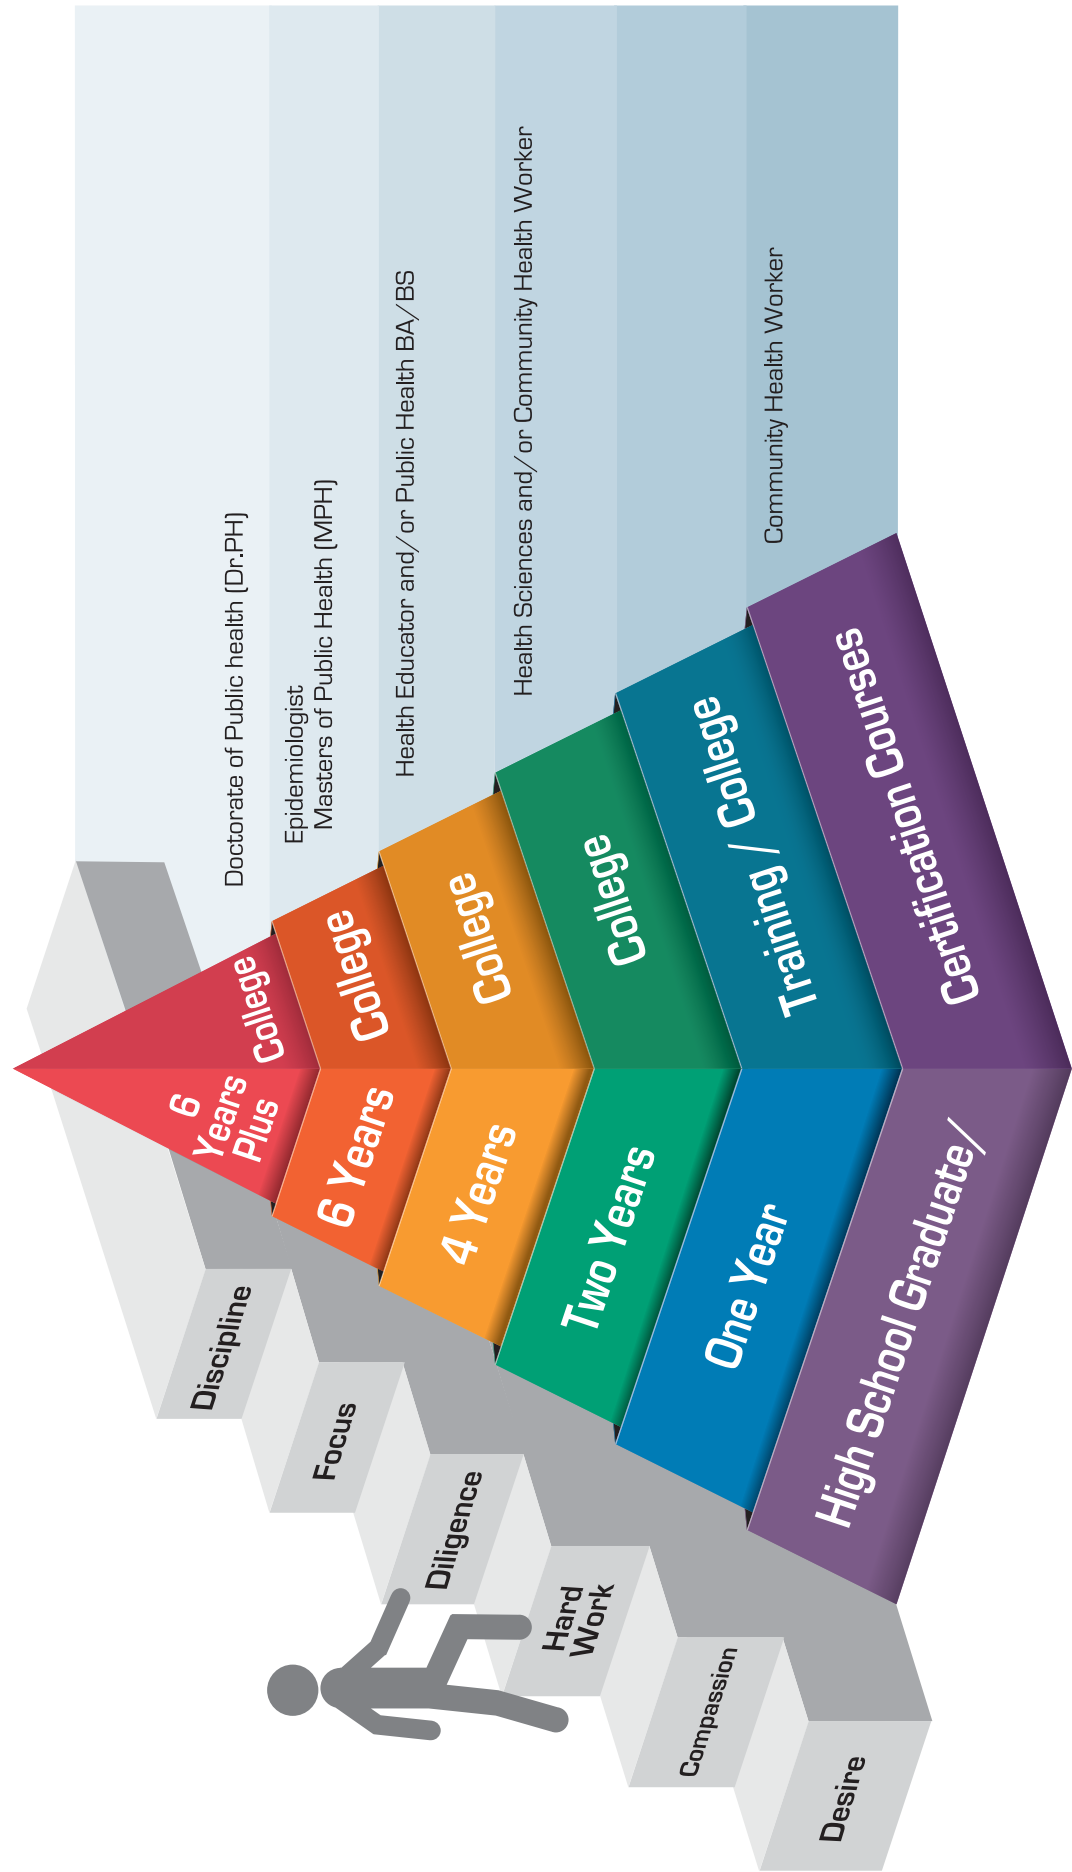 6
Years
Plus
College
6 Years
College
4 Years
College
Two Years
College
One Year
Training / College
High School Graduate/
Certification Courses
Doctorate of Public health (Dr.PH)
Epidemiologist
Masters of Public Health (MPH)
Health Educator and/or Public Health BA/BS
Health Sciences and/or Community Health Worker
Community Health Worker
Discipline
Focus
Diligence
Hard
Work
Compassion
Desire